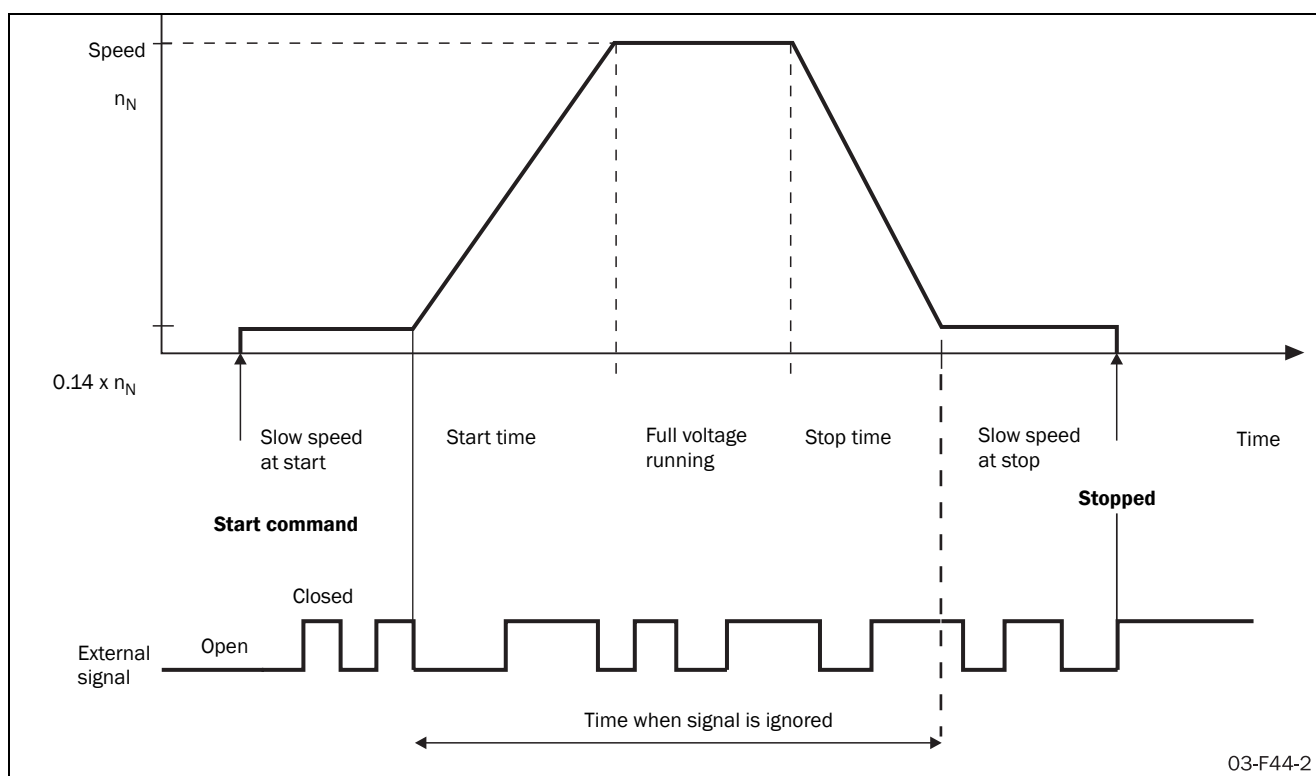 Speed
n_N
0.14 x n_N
Slow speed
at start
Start time
Full voltage
running
Stop time
Slow speed
at stop
Time
Stopped
Start command
Closed
Open
External
signal
Time when signal is ignored
03-F44-2